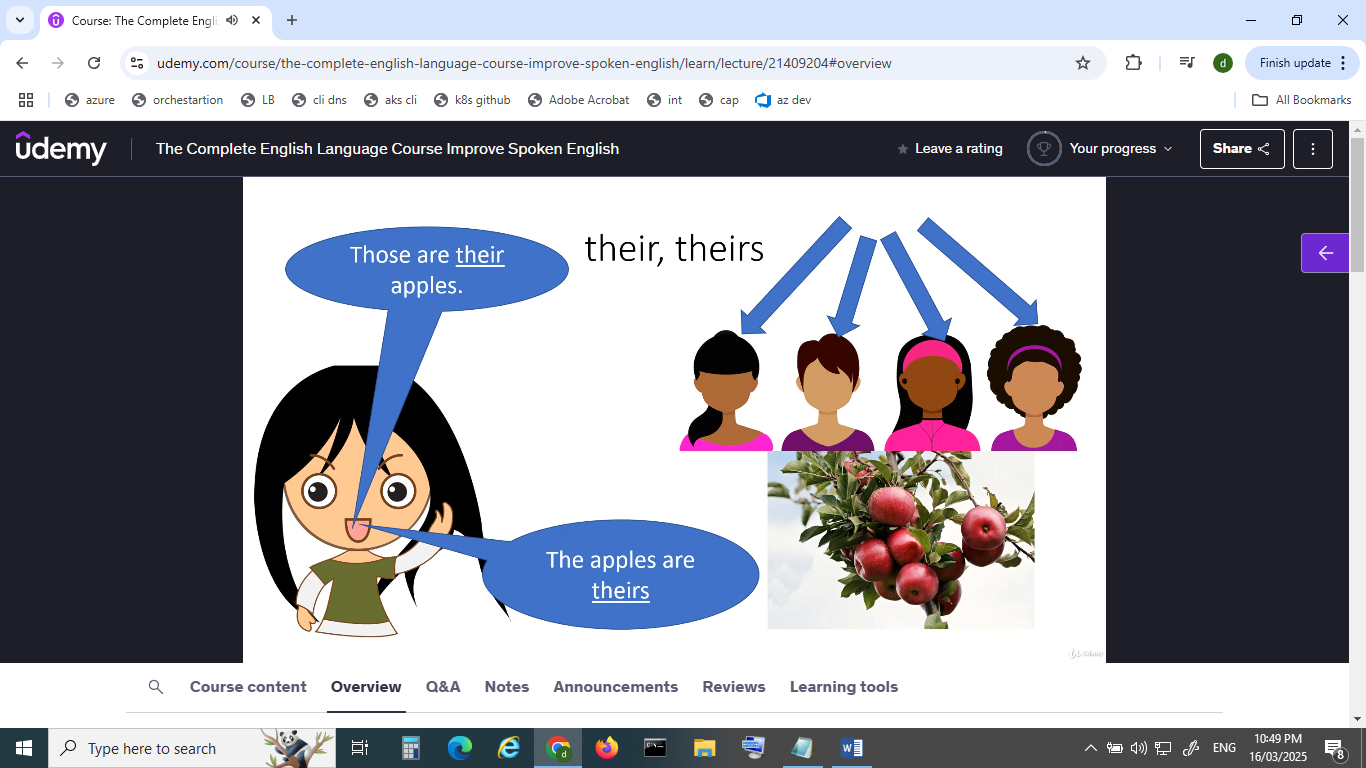 Course: The Complete Engli
udemy.com/course/the-complete-english-language-course-improve-spoken-english/learn/lecture/21409204#overview
d
Finish update
azure
orchestartion
LB
cli dns
aks cli
k8s github
Adobe Acrobat
int
cap
az dev
All Bookmarks
udemy
The Complete English Language Course Improve Spoken English
Leave a rating
Your progress
Share
Those are their
apples.
their, theirs
The apples are
theirs
Udemy
Course content
Overview
Q&A
Notes
Announcements
Reviews
Learning tools
Type here to search
ENG
10:49 PM
16/03/2025
8